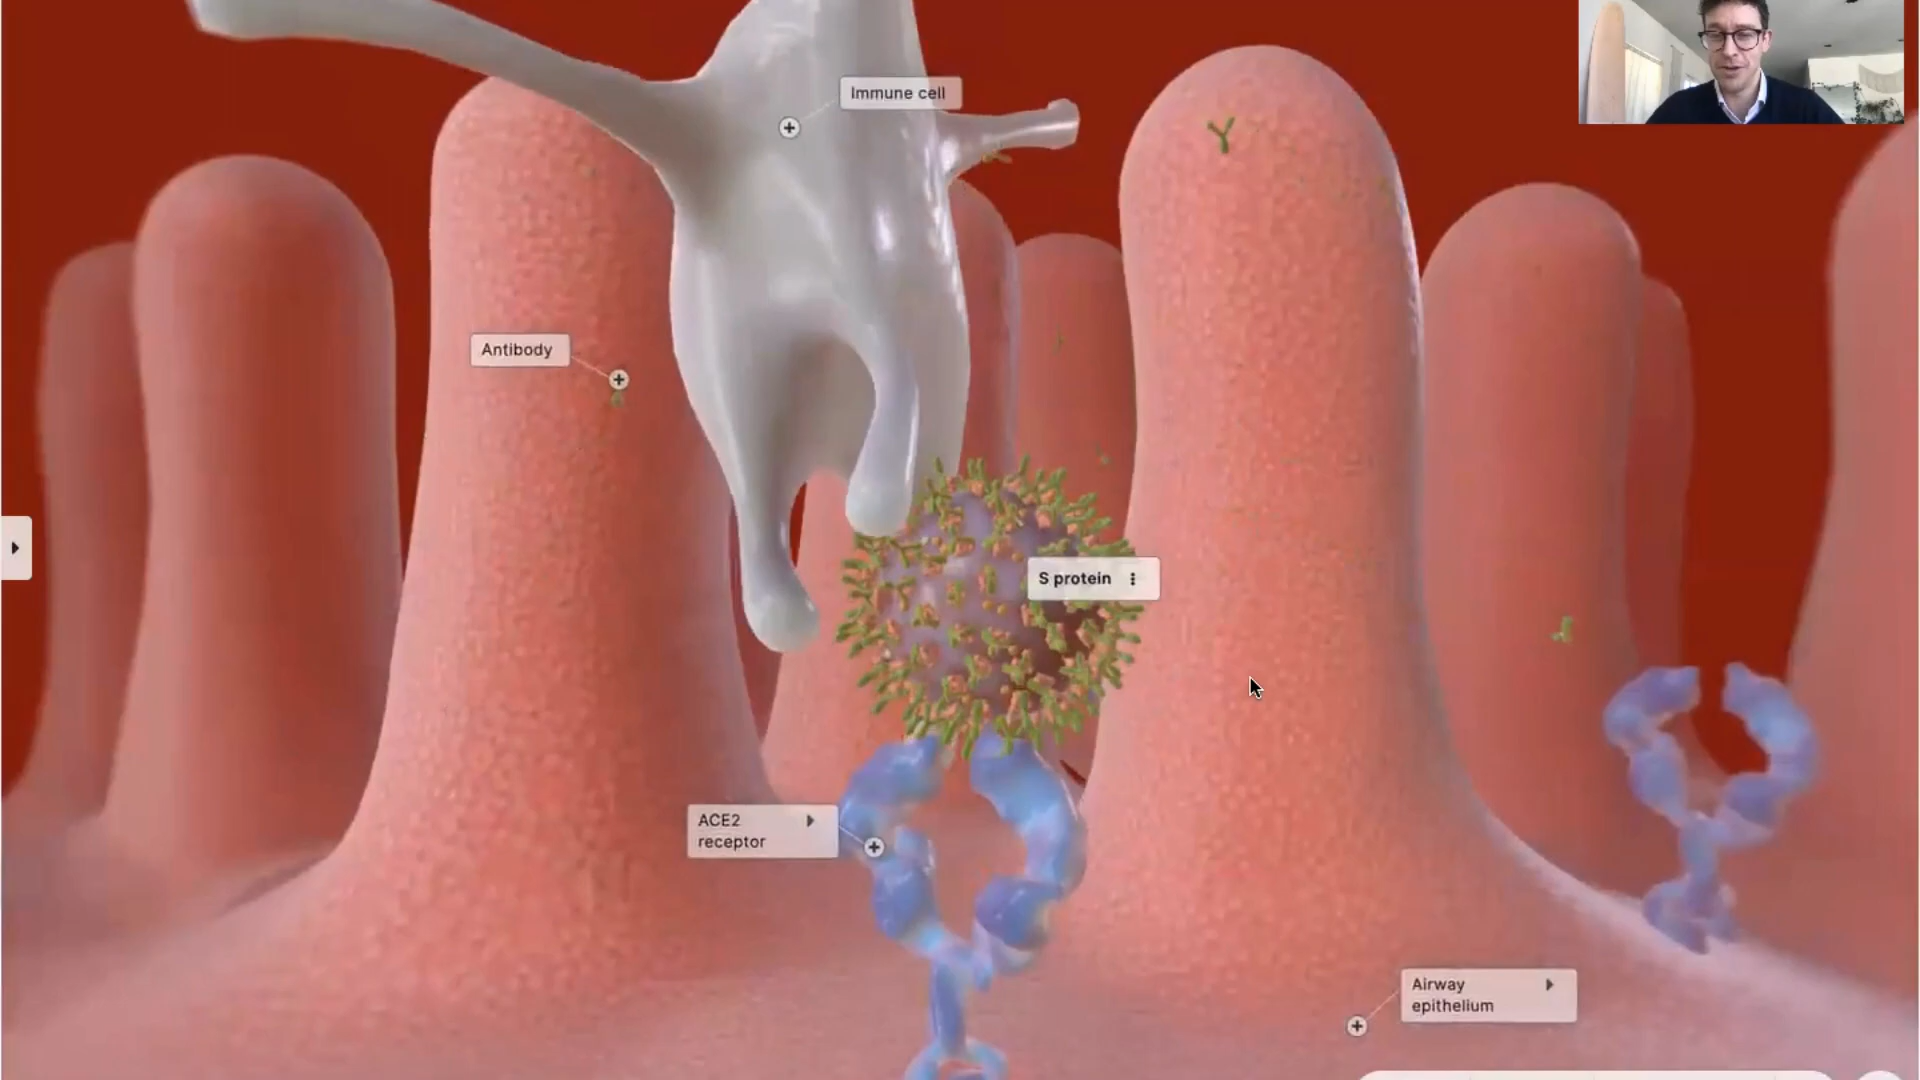 Immune cell
Antibody
S protein
ACE2
receptor
Airway
epithelium